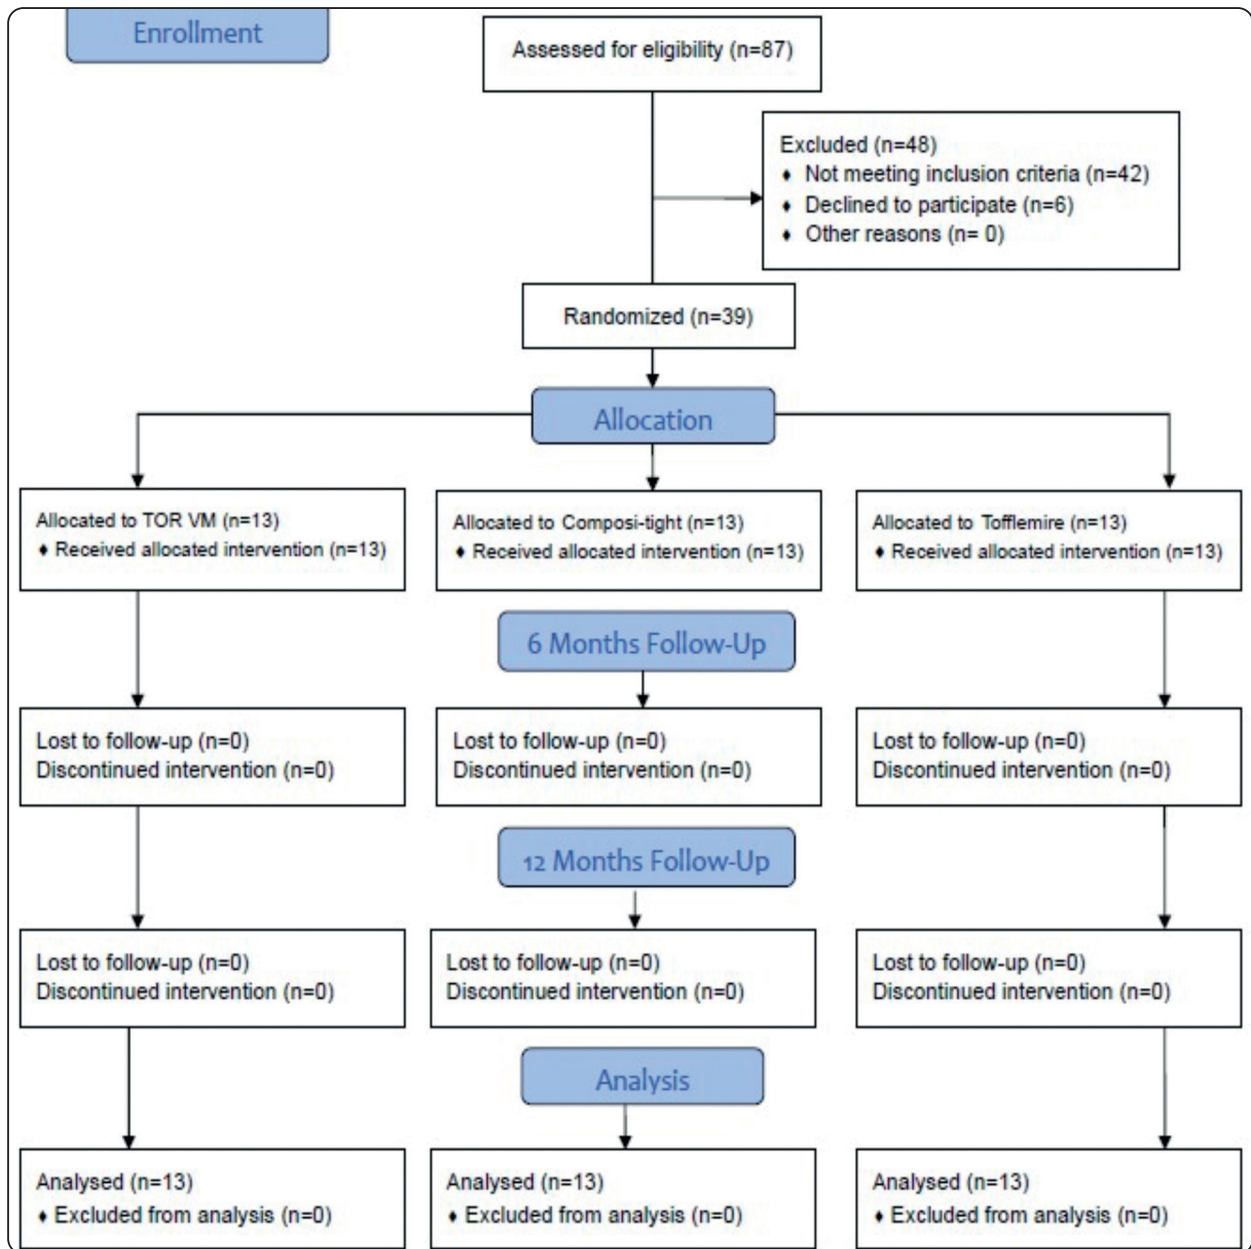 Enrollment
Assessed for eligibility (n=87)
Excluded (n=48)
♦ Not meeting inclusion criteria (n=42)
♦ Declined to participate (n=6)
♦ Other reasons (n= 0)
Randomized (n=39)
Allocation
Allocated to TOR VM (n=13)
♦ Received allocated intervention (n=13)
Allocated to Composi-tight (n=13)
♦ Received allocated intervention (n=13)
Allocated to Tofflemire (n=13)
♦ Received allocated intervention (n=13)
6 Months Follow-Up
Lost to follow-up (n=0)
Discontinued intervention (n=0)
Lost to follow-up (n=0)
Discontinued intervention (n=0)
Lost to follow-up (n=0)
Discontinued intervention (n=0)
12 Months Follow-Up
Lost to follow-up (n=0)
Discontinued intervention (n=0)
Lost to follow-up (n=0)
Discontinued intervention (n=0)
Lost to follow-up (n=0)
Discontinued intervention (n=0)
Analysis
Analysed (n=13)
♦ Excluded from analysis (n=0)
Analysed (n=13)
♦ Excluded from analysis (n=0)
Analysed (n=13)
♦ Excluded from analysis (n=0)